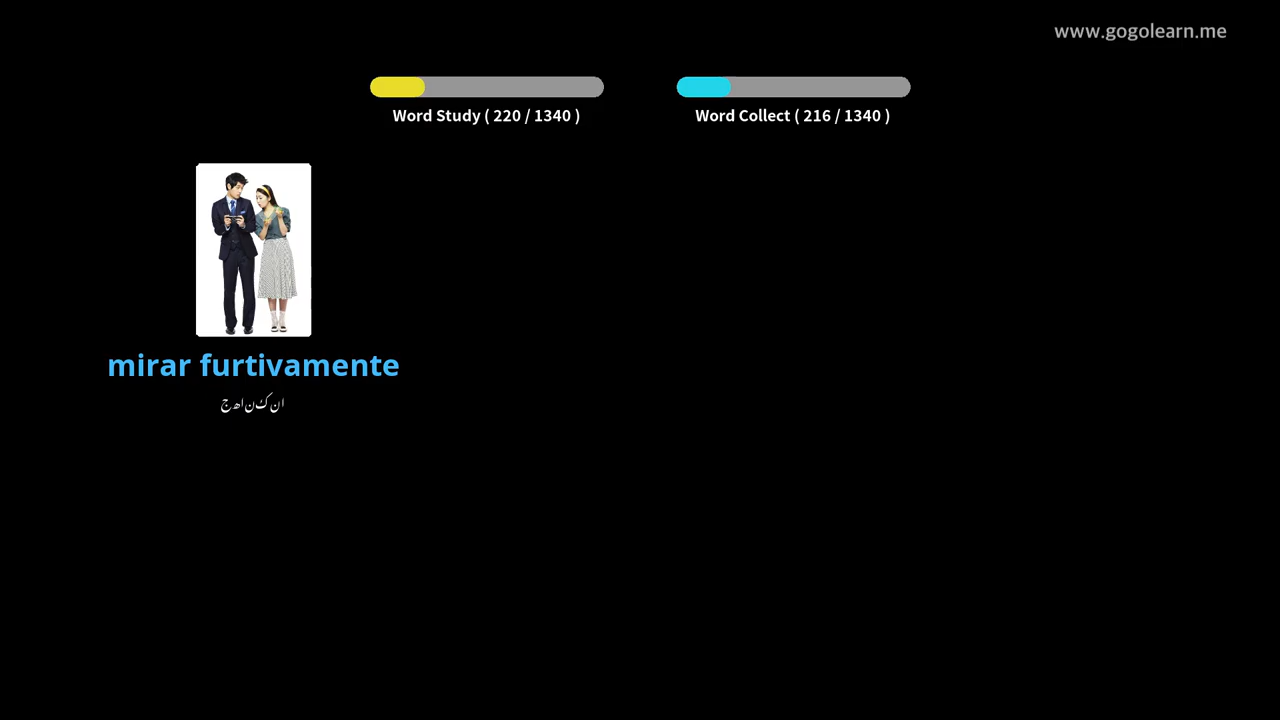 www.gogolearn.me
Word Study ( 220 / 1340 )
Word Collect ( 216 / 1340 )
mirar furtivamente
جھانکنا